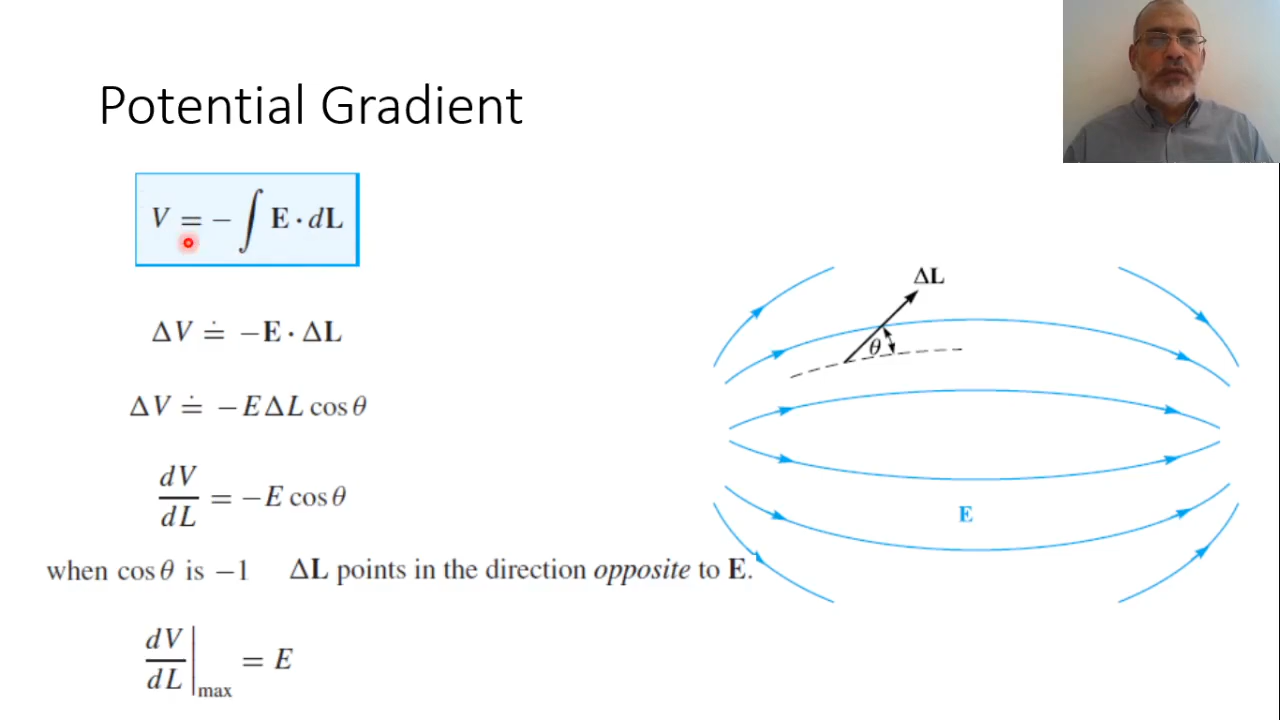 Potential Gradient
V = − ∫ E · dL
ΔV ≐ −E · ΔL
ΔV ≐ −EΔL cos θ
dV/dL = −E cos θ
when cos θ is −1 ΔL points in the direction opposite to E.
dV/dL|max = E
ΔL
θ
E